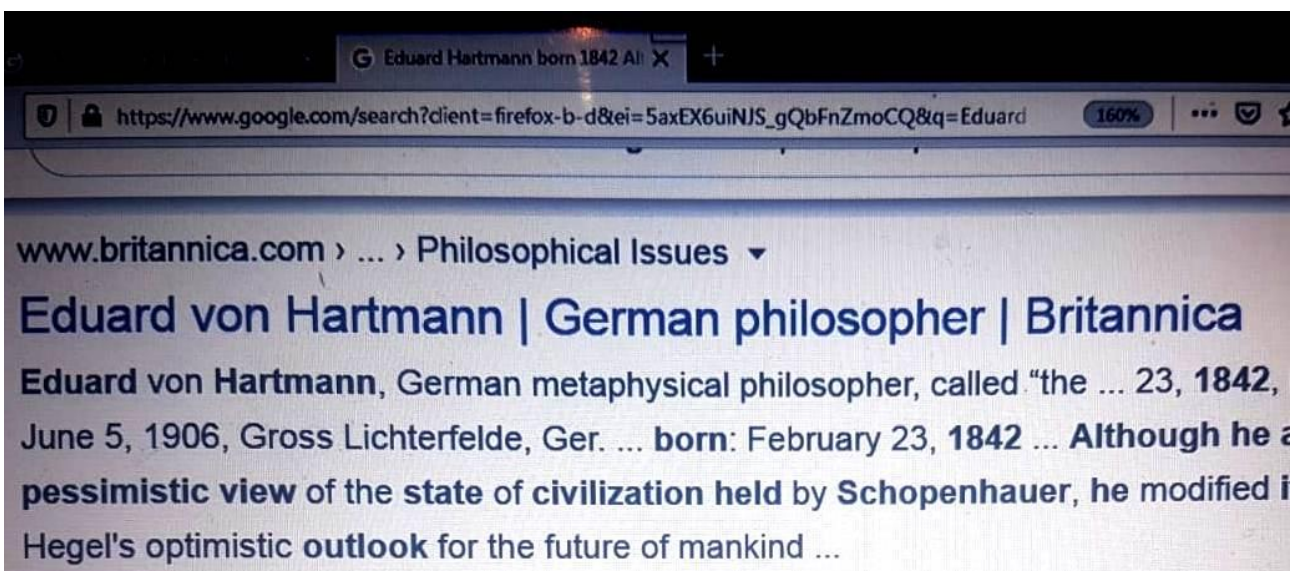 Eduard Hartmann born 1842 Al
https://www.google.com/search?client=firefox-b-d&ei=5axEX6uiNJS_gQbFnZmoCQ&q=Eduard 160%
www.britannica.com › ... › Philosophical Issues
Eduard von Hartmann | German philosopher | Britannica
Eduard von Hartmann, German metaphysical philosopher, called “the ... 23, 1842,
June 5, 1906, Gross Lichterfelde, Ger. ... born: February 23, 1842 ... Although he a
pessimistic view of the state of civilization held by Schopenhauer, he modified i
Hegel's optimistic outlook for the future of mankind ...